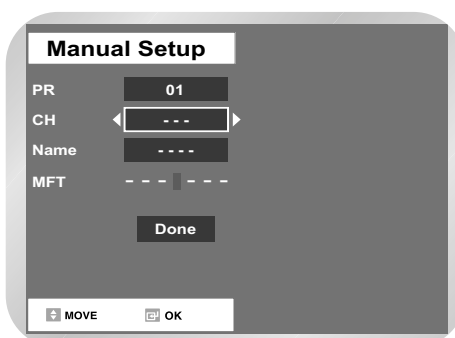 Manual Setup
PR 01
CH - - -
Name - - - -
MFT - - - - - -
Done
MOVE OK